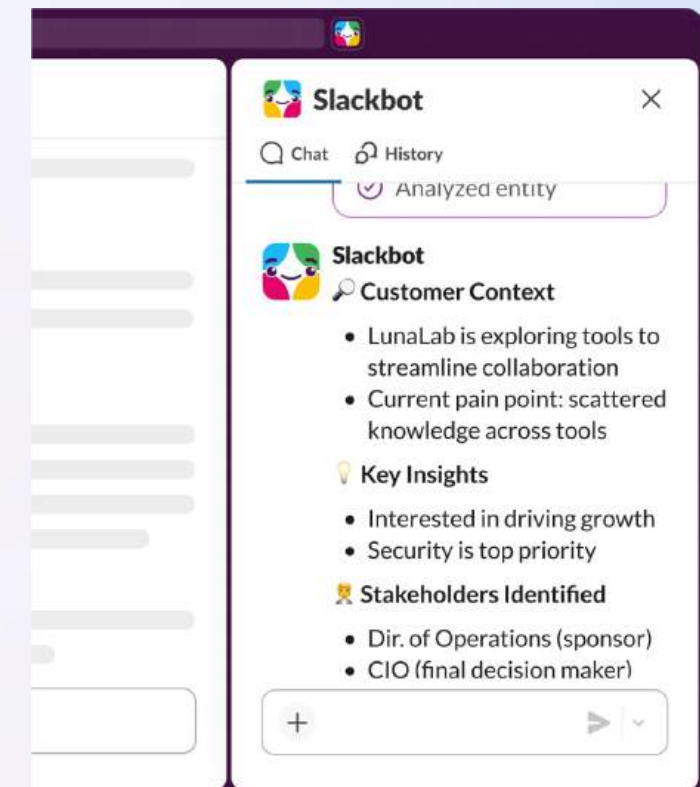 Slackbot
Chat History
Analyzed entity
Slackbot
🔎 Customer Context
• LunaLab is exploring tools to
streamline collaboration
• Current pain point: scattered
knowledge across tools
💡 Key Insights
• Interested in driving growth
• Security is top priority
🧑‍💼 Stakeholders Identified
• Dir. of Operations (sponsor)
• CIO (final decision maker)